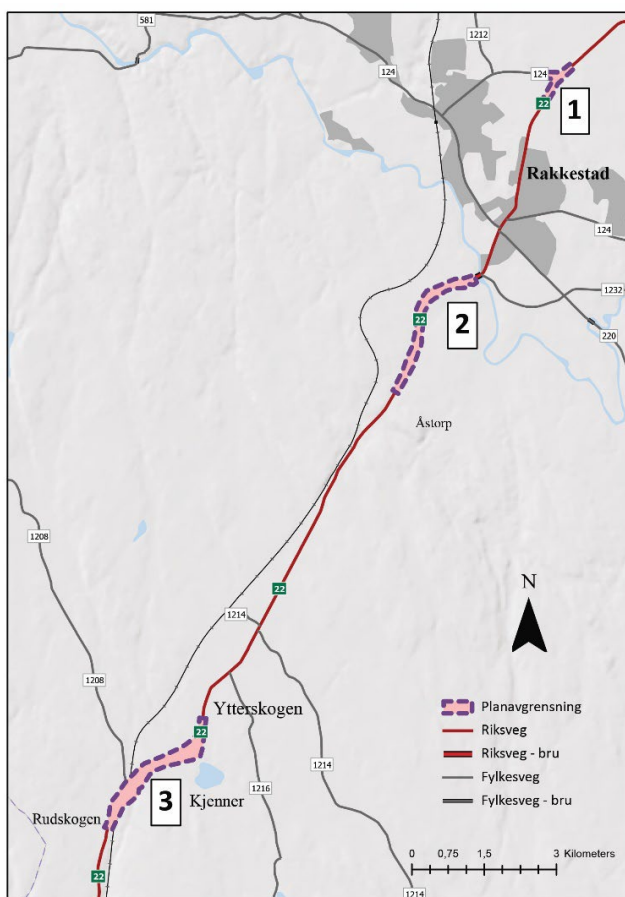 581
1212
124
124
22
1
Rakkestad
124
1232
2
22
220
Åstorp
1208
N
22
1214
1208
Ytterskogen
22
Planavgrensning
Riksveg
Riksveg - bru
Fylkesveg
Fylkesveg - bru
1214
3
Kjenner
1216
Rudskogen
22
0 0,75 1,5 3 Kilometers
1214